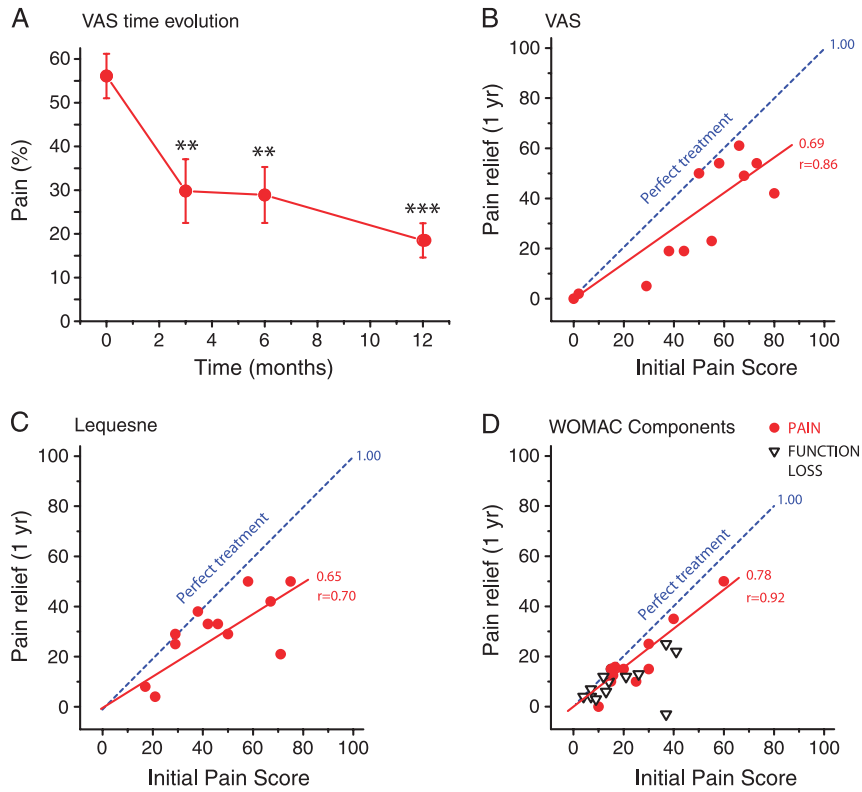 A
VAS time evolution
60
50
40
30
20
10
0
Pain (%)
**
**
***
0 2 4 6 8 10 12
Time (months)
B
VAS
100
80
60
40
20
0
Pain relief (1 yr)
Perfect treatment
1.00
0.69
r=0.86
0 20 40 60 80 100
Initial Pain Score
C
Lequesne
100
80
60
40
20
0
Pain relief (1 yr)
Perfect treatment
1.00
0.65
r=0.70
0 20 40 60 80 100
Initial Pain Score
D
WOMAC Components
PAIN
FUNCTION
LOSS
100
80
60
40
20
0
Pain relief (1 yr)
Perfect treatment
1.00
0.78
r=0.92
0 20 40 60 80 100
Initial Pain Score